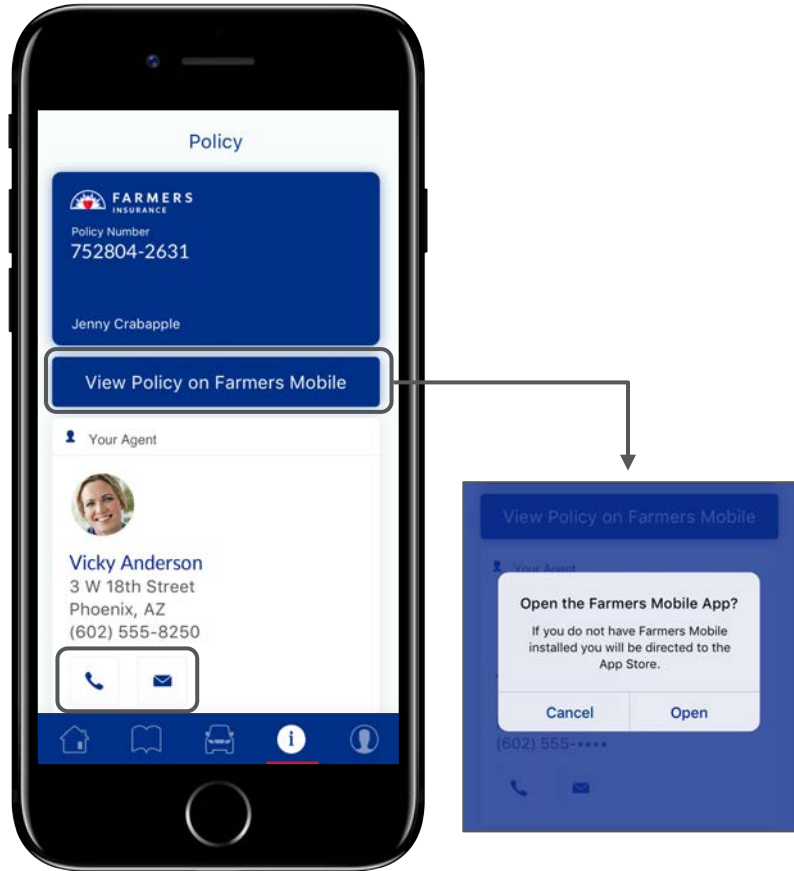 Policy
FARMERS
INSURANCE
Policy Number
752804-2631
Jenny Crabapple
View Policy on Farmers Mobile
Your Agent
Vicky Anderson
3 W 18th Street
Phoenix, AZ
(602) 555-8250
i
View Policy on Farmers Mobile
Your Agent
Open the Farmers Mobile App?
If you do not have Farmers Mobile
installed you will be directed to the
App Store.
Cancel Open
(602) 555-••••